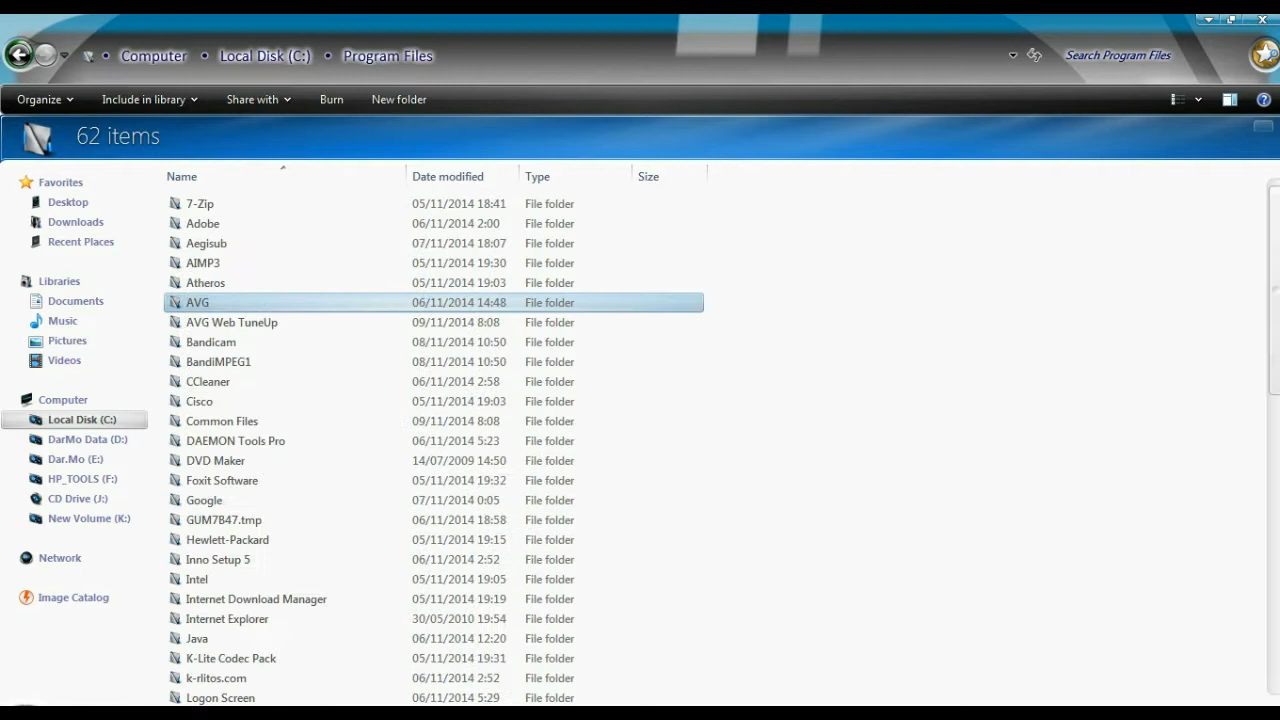 Computer Local Disk (C:) Program Files Search Program Files
Organize Include in library Share with Burn New folder
62 items
Name Date modified Type Size
Favorites
Desktop
Downloads
Recent Places
Libraries
Documents
Music
Pictures
Videos
Computer
Local Disk (C:)
DarMo Data (D:)
Dar.Mo (E:)
HP_TOOLS (F:)
CD Drive (J:)
New Volume (K:)
Network
Image Catalog
7-Zip 05/11/2014 18:41 File folder
Adobe 06/11/2014 2:00 File folder
Aegisub 07/11/2014 18:07 File folder
AIMP3 05/11/2014 19:30 File folder
Atheros 05/11/2014 19:03 File folder
AVG 06/11/2014 14:48 File folder
AVG Web TuneUp 09/11/2014 8:08 File folder
Bandicam 08/11/2014 10:50 File folder
BandiMPEG1 08/11/2014 10:50 File folder
CCleaner 06/11/2014 2:58 File folder
Cisco 05/11/2014 19:03 File folder
Common Files 09/11/2014 8:08 File folder
DAEMON Tools Pro 06/11/2014 5:23 File folder
DVD Maker 14/07/2009 14:50 File folder
Foxit Software 05/11/2014 19:32 File folder
Google 07/11/2014 0:05 File folder
GUM7B47.tmp 06/11/2014 18:58 File folder
Hewlett-Packard 05/11/2014 19:15 File folder
Inno Setup 5 06/11/2014 2:52 File folder
Intel 05/11/2014 19:05 File folder
Internet Download Manager 05/11/2014 19:19 File folder
Internet Explorer 30/05/2010 19:54 File folder
Java 06/11/2014 12:20 File folder
K-Lite Codec Pack 05/11/2014 19:31 File folder
k-rlitos.com 06/11/2014 2:52 File folder
Logon Screen 06/11/2014 5:29 File folder